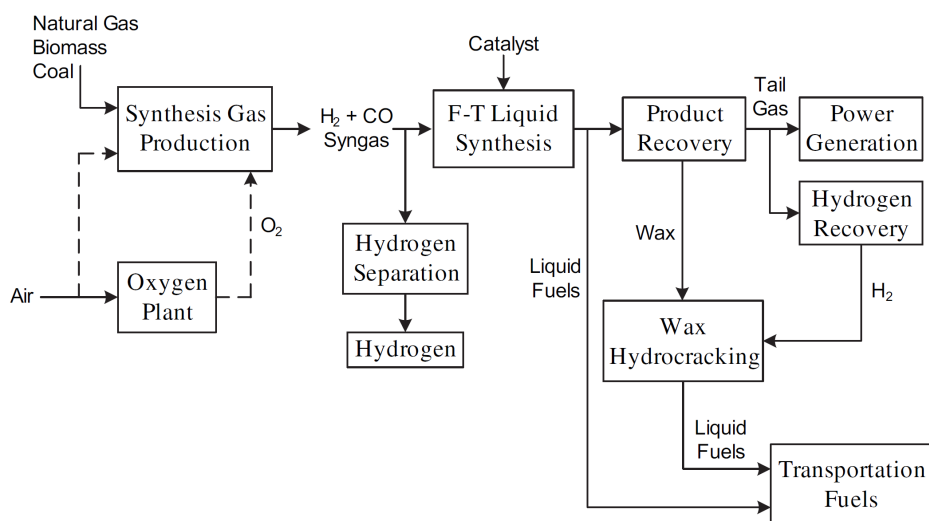 Natural Gas
Biomass
Coal
Synthesis Gas
Production
H₂ + CO
Syngas
Catalyst
F-T Liquid
Synthesis
Product
Recovery
Tail
Gas
Power
Generation
Hydrogen
Recovery
O₂
Air
Oxygen
Plant
Hydrogen
Separation
Hydrogen
Liquid
Fuels
Wax
H₂
Wax
Hydrocracking
Liquid
Fuels
Transportation
Fuels